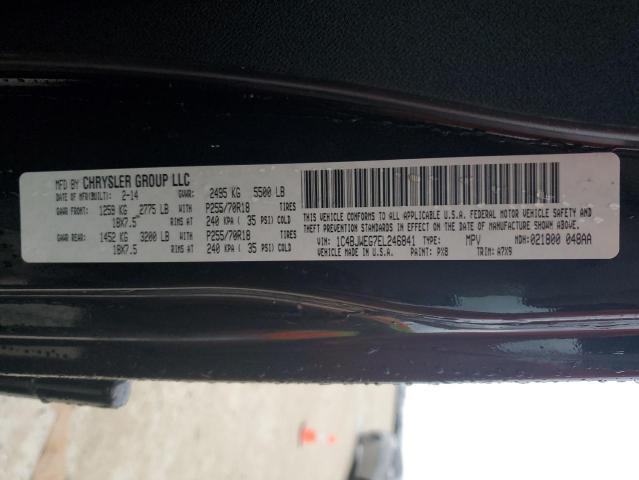 MFD BY CHRYSLER GROUP LLC
DATE OF MFR(BUILT): 2-14 GVWR: 2495 KG 5500 LB
GAWR FRONT: 1259 KG 2775 LB WITH P255/70R18 TIRES
18X7.5 RIMS AT 240 KPA ( 35 PSI) COLD
GAWR REAR: 1452 KG 3200 LB WITH P255/70R18 TIRES
18X7.5 RIMS AT 240 KPA ( 35 PSI) COLD
THIS VEHICLE CONFORMS TO ALL APPLICABLE U.S.A. FEDERAL MOTOR VEHICLE SAFETY AND
THEFT PREVENTION STANDARDS IN EFFECT ON THE DATE OF MANUFACTURE SHOWN ABOVE.
VIN: 1C4BJWEG7EL246841 TYPE: MPV MDH: 021800 048AA
VEHICLE MADE IN U.S.A. PAINT: PX8 TRIM: A7X9